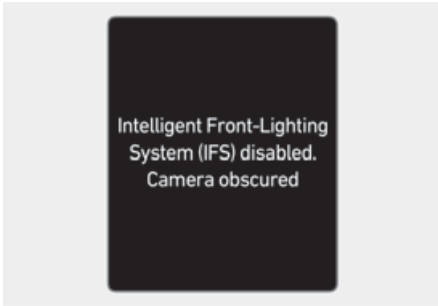 Intelligent Front-Lighting
System (IFS) disabled.
Camera obscured